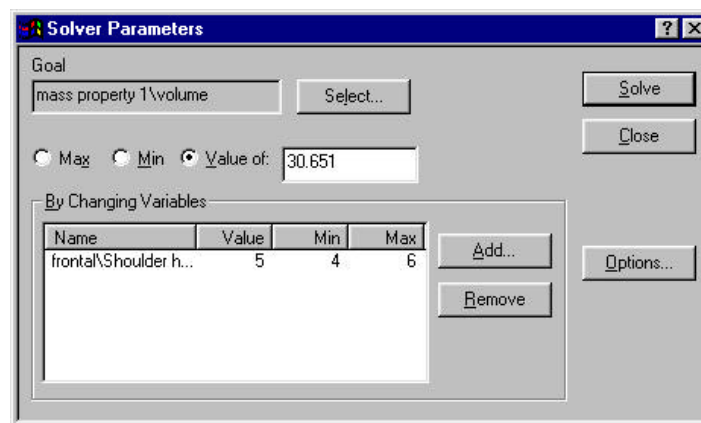 Solver Parameters
Goal
mass property 1\volume
Select...
Solve
Close
Max Min Value of: 30.651
By Changing Variables
Name Value Min Max
frontal\Shoulder h... 5 4 6
Add...
Remove
Options...